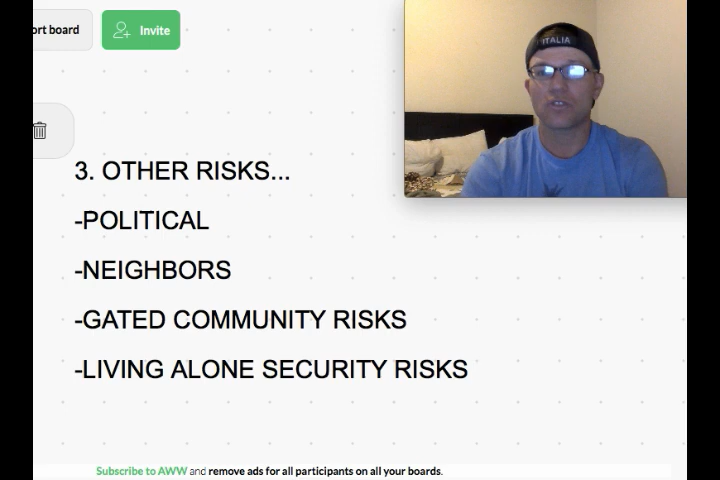 ort board
Invite
ITALIA
3. OTHER RISKS...
-POLITICAL
-NEIGHBORS
-GATED COMMUNITY RISKS
-LIVING ALONE SECURITY RISKS
Subscribe to AWW and remove ads for all participants on all your boards.